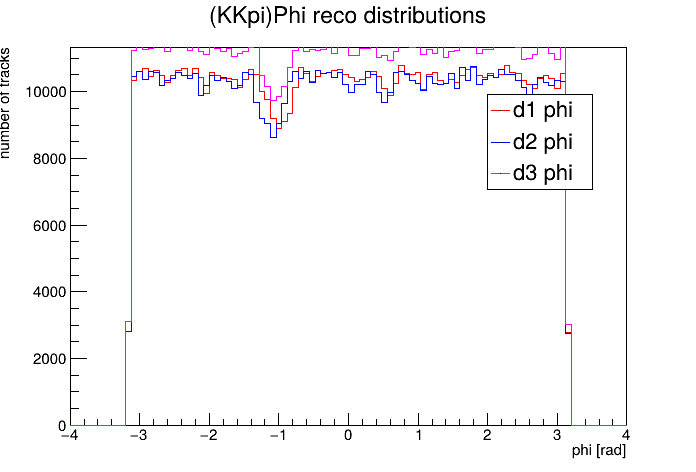 (KKpi)Phi reco distributions
number of tracks
10000
8000
6000
4000
2000
0
d1 phi
d2 phi
d3 phi
−4 −3 −2 −1 0 1 2 3 4
phi [rad]